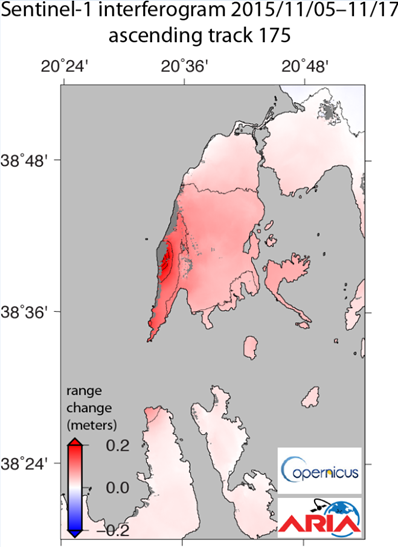 Sentinel-1 interferogram 2015/11/05–11/17
ascending track 175
20˚24'
20˚36'
20˚48'
38˚48'
38˚36'
38˚24'
range
change
(meters)
0.2
0.0
−0.2
opernicus
ARIA